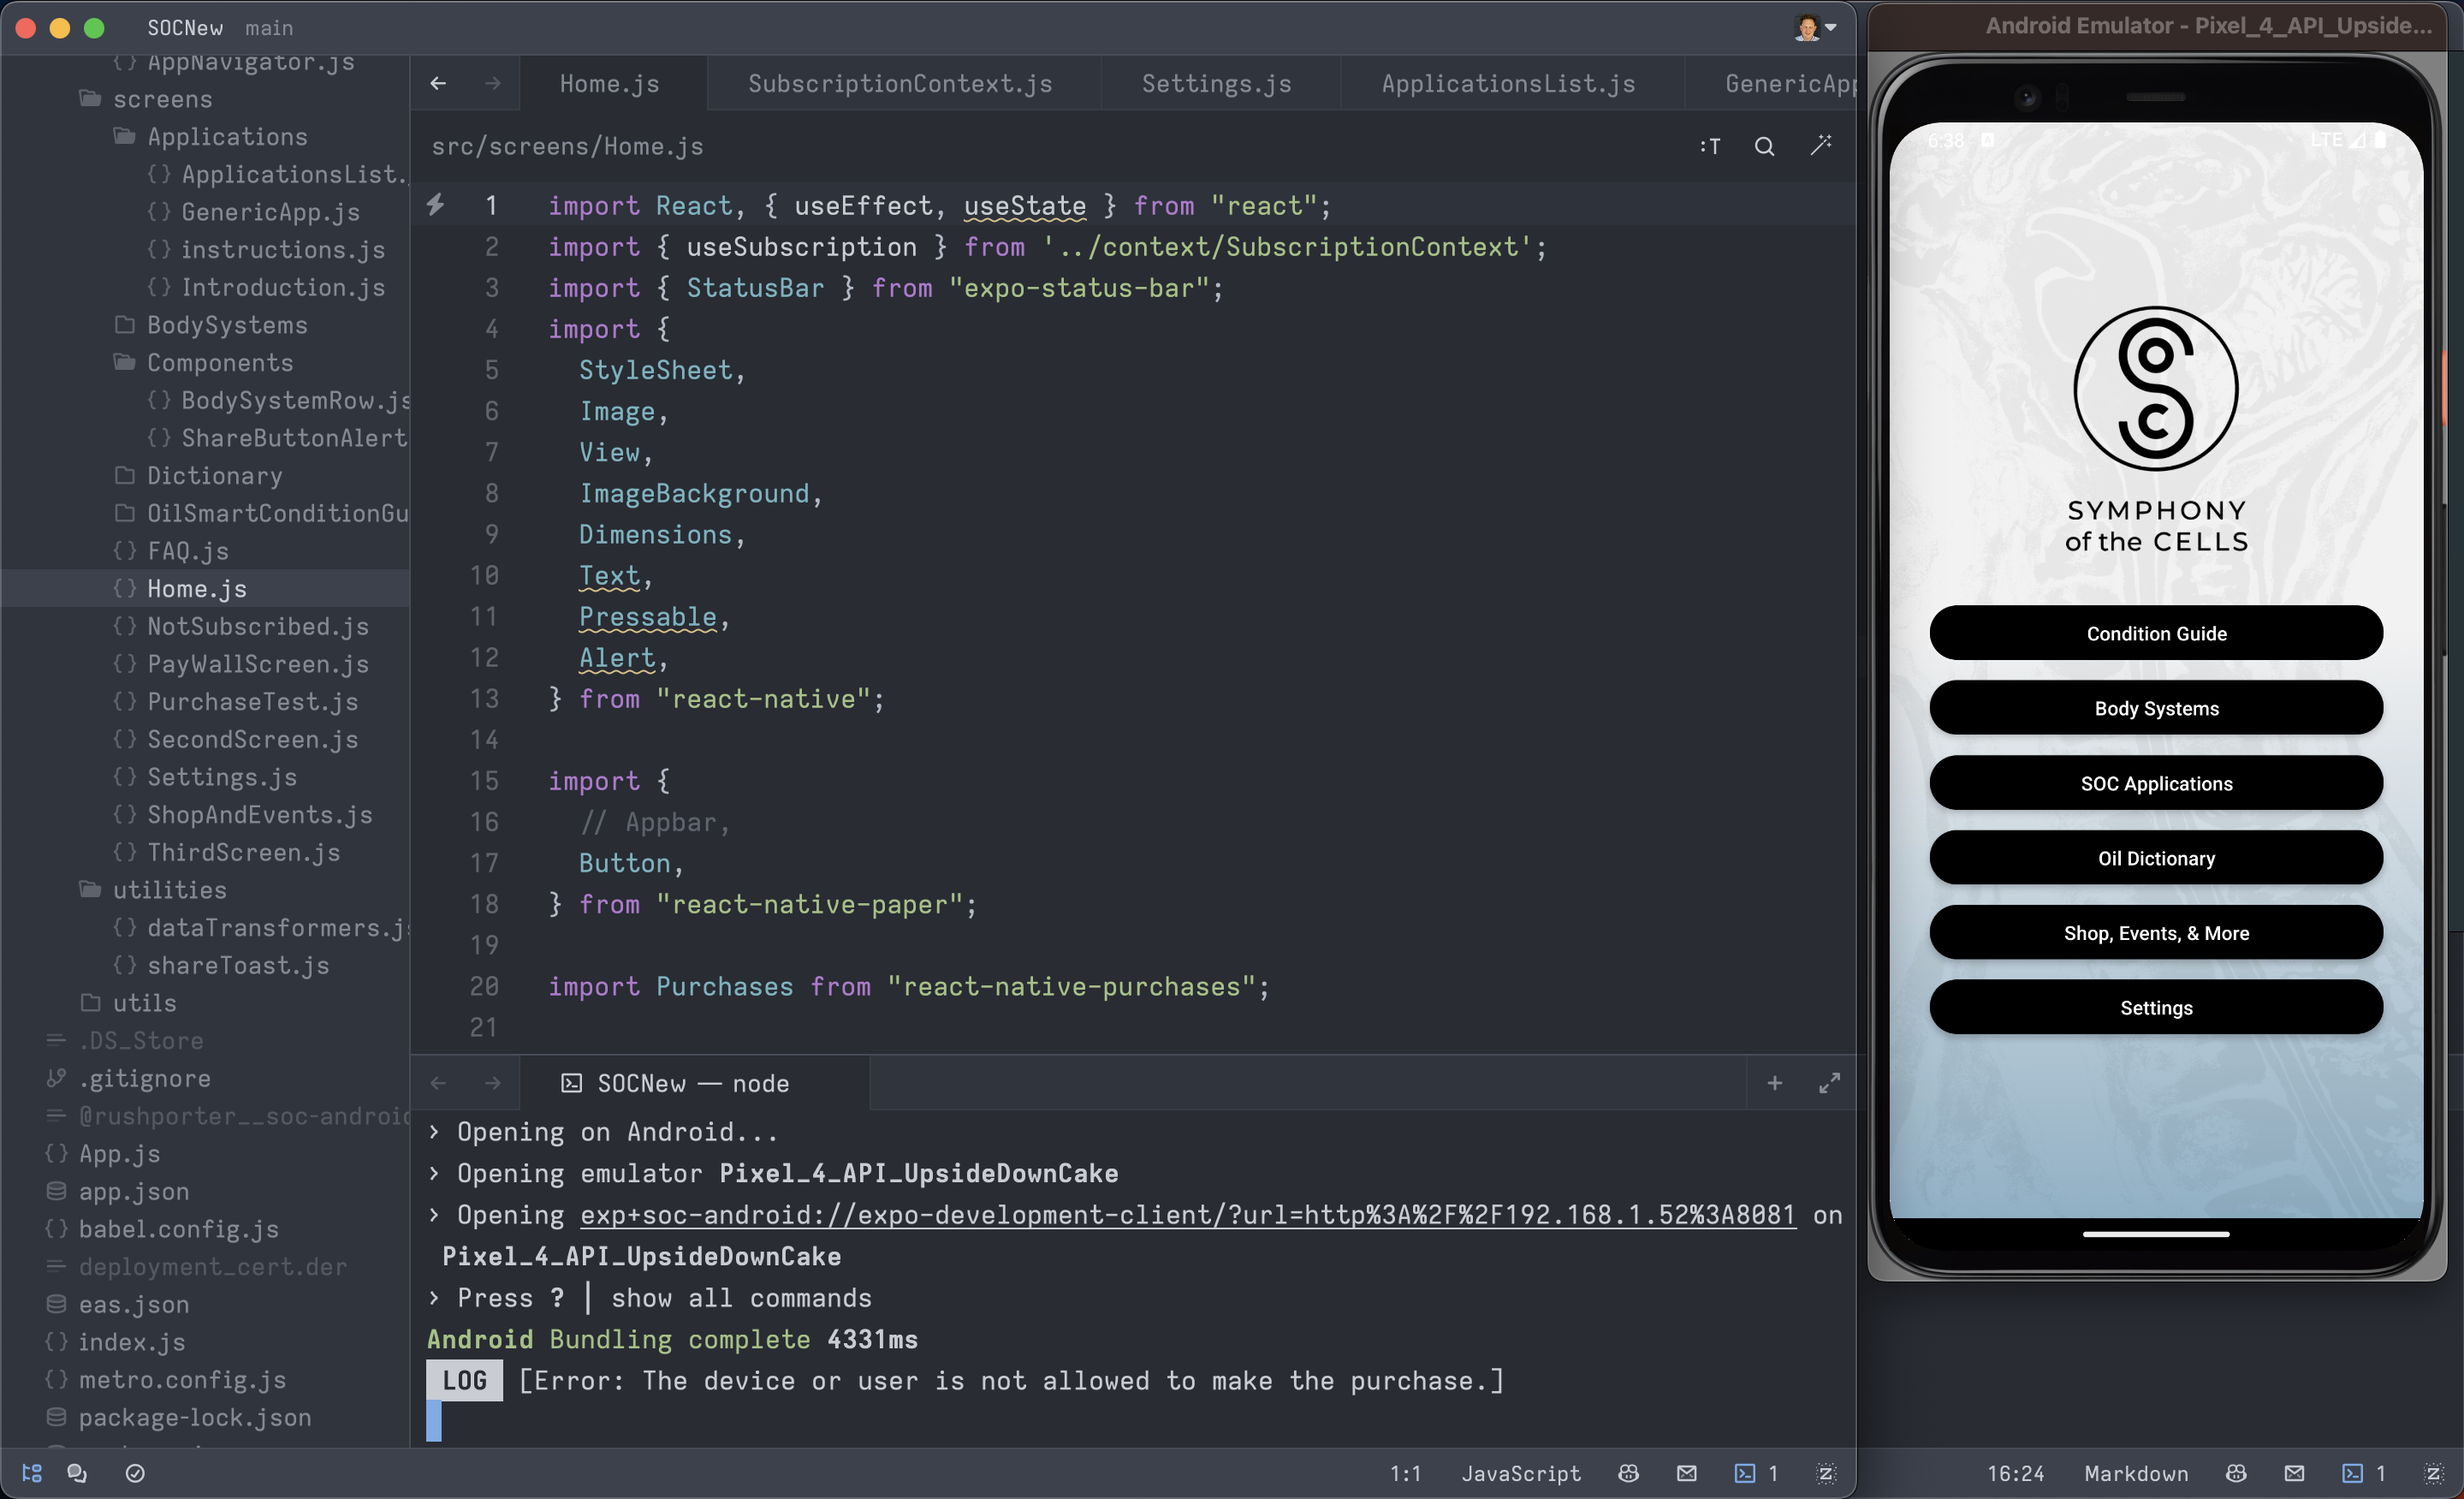 SOCNew main
AppNavigator.js
screens
Applications
ApplicationsList.
GenericApp.js
instructions.js
Introduction.js
BodySystems
Components
BodySystemRow.js
ShareButtonAlert
Dictionary
OilSmartConditionGu
FAQ.js
Home.js
NotSubscribed.js
PayWallScreen.js
PurchaseTest.js
SecondScreen.js
Settings.js
ShopAndEvents.js
ThirdScreen.js
utilities
dataTransformers.js
shareToast.js
utils
.DS_Store
.gitignore
@rushporter__soc-android
App.js
app.json
babel.config.js
deployment_cert.der
eas.json
index.js
metro.config.js
package-lock.json
Home.js SubscriptionContext.js Settings.js ApplicationsList.js GenericApp
src/screens/Home.js
:T
1 import React, { useEffect, useState } from "react";
2 import { useSubscription } from '../context/SubscriptionContext';
3 import { StatusBar } from "expo-status-bar";
4 import {
5 StyleSheet,
6 Image,
7 View,
8 ImageBackground,
9 Dimensions,
10 Text,
11 Pressable,
12 Alert,
13 } from "react-native";
14
15 import {
16 // Appbar,
17 Button,
18 } from "react-native-paper";
19
20 import Purchases from "react-native-purchases";
21
SOCNew — node
› Opening on Android...
› Opening emulator Pixel_4_API_UpsideDownCake
› Opening exp+soc-android://expo-development-client/?url=http%3A%2F%2F192.168.1.52%3A8081 on
Pixel_4_API_UpsideDownCake
› Press ? │ show all commands
Android Bundling complete 4331ms
LOG [Error: The device or user is not allowed to make the purchase.]
1:1 JavaScript 1
Android Emulator - Pixel_4_API_Upside...
6:38 LTE
SOC
SYMPHONY
of the CELLS
Condition Guide
Body Systems
SOC Applications
Oil Dictionary
Shop, Events, & More
Settings
16:24 Markdown 1